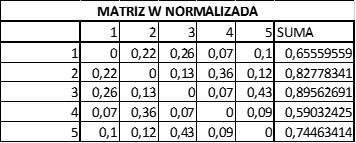 MATRIZ W NORMALIZADA
1 2 3 4 5 SUMA
1 0 0,22 0,26 0,07 0,1 0,65559559
2 0,22 0 0,13 0,36 0,12 0,82778341
3 0,26 0,13 0 0,07 0,43 0,89562691
4 0,07 0,36 0,07 0 0,09 0,59032425
5 0,1 0,12 0,43 0,09 0 0,74463414